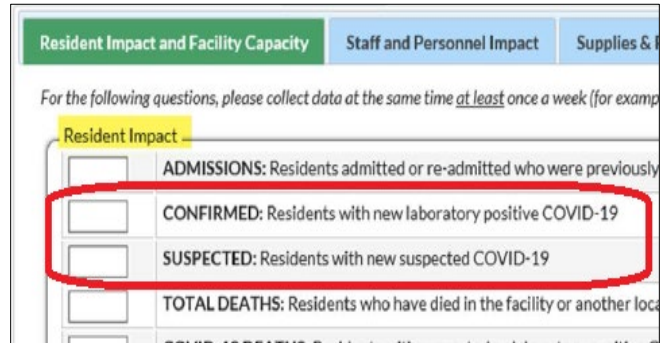 Resident Impact and Facility Capacity Staff and Personnel Impact Supplies &
For the following questions, please collect data at the same time at least once a week (for examp
Resident Impact
ADMISSIONS: Residents admitted or re-admitted who were previously
CONFIRMED: Residents with new laboratory positive COVID-19
SUSPECTED: Residents with new suspected COVID-19
TOTAL DEATHS: Residents who have died in the facility or another loca